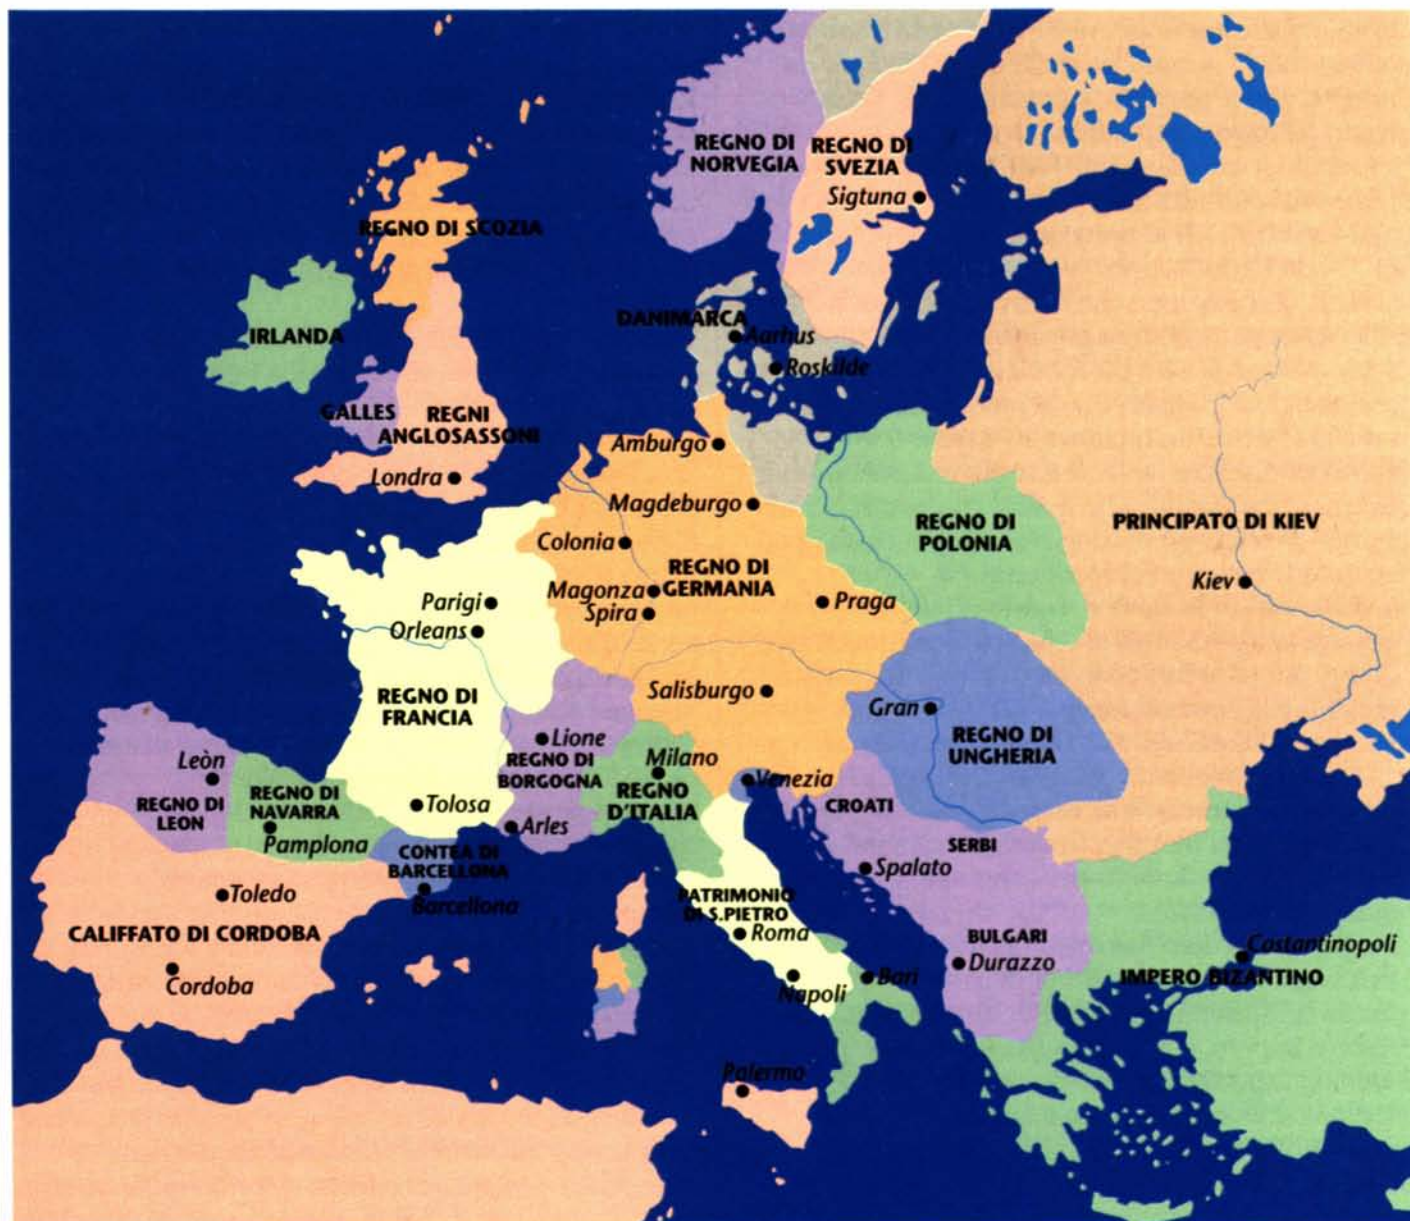 REGNO DI
NORVEGIA
REGNO DI
SVEZIA
Sigtuna
REGNO DI SCOZIA
IRLANDA
DANIMARCA
Aarhus
Roskilde
GALLES
REGNI
ANGLOSASSONI
Londra
Amburgo
Magdeburgo
Colonia
REGNO DI
GERMANIA
Magonza
Spira
Praga
REGNO DI
POLONIA
PRINCIPATO DI KIEV
Kiev
Parigi
Orleans
REGNO DI
FRANCIA
Salisburgo
Gran
REGNO DI
UNGHERIA
Leòn
REGNO DI
LEON
REGNO DI
NAVARRA
Pamplona
Tolosa
Lione
REGNO DI
BORGOGNA
Arles
Milano
REGNO
D'ITALIA
Venezia
CROATI
SERBI
Spalato
CONTEA DI
BARCELLONA
Barcellona
Toledo
CALIFFATO DI CORDOBA
Cordoba
PATRIMONIO
DI S.PIETRO
Roma
Napoli
Bari
BULGARI
Durazzo
Costantinopoli
IMPERO BIZANTINO
Palermo